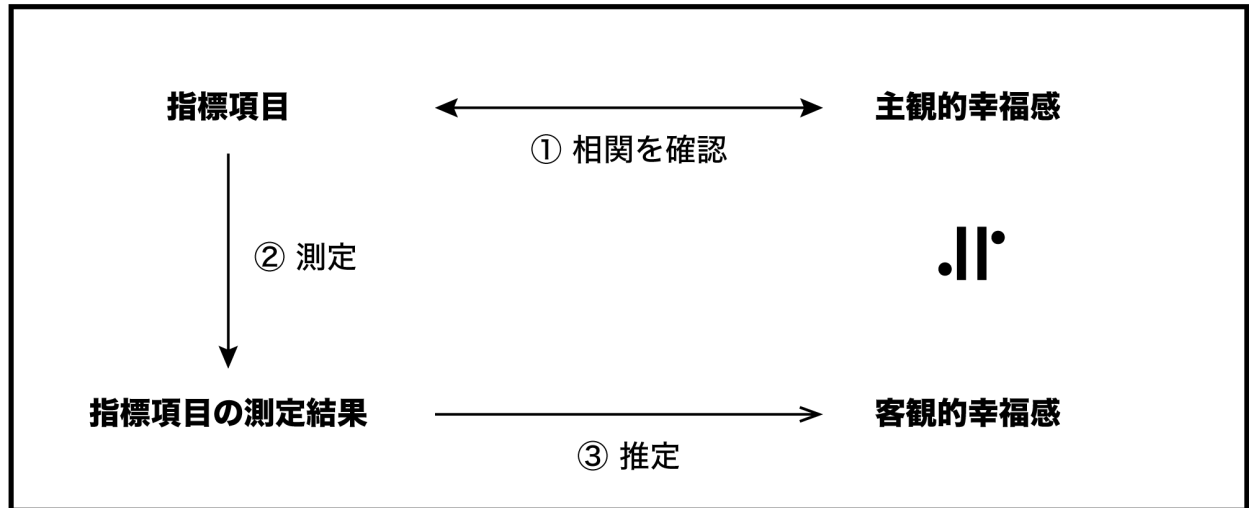 指標項目
主観的幸福感
① 相関を確認
② 測定
≒
指標項目の測定結果
客観的幸福感
③ 推定